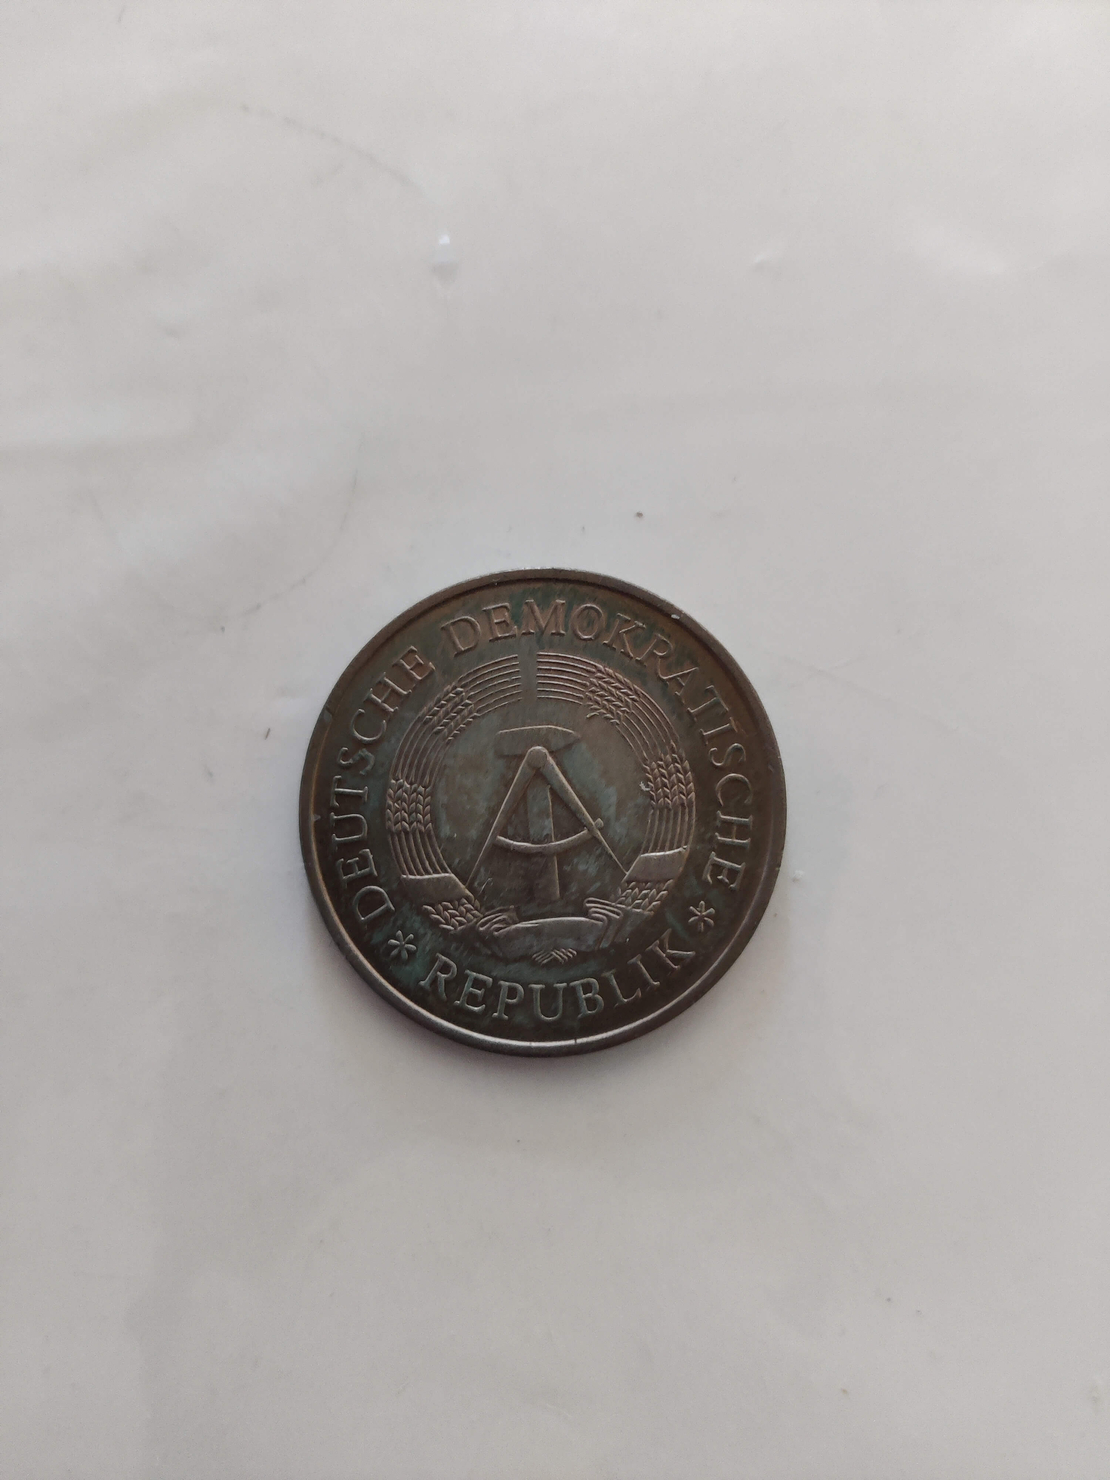 DEUTSCHE DEMOKRATISCHE
* REPUBLIK *